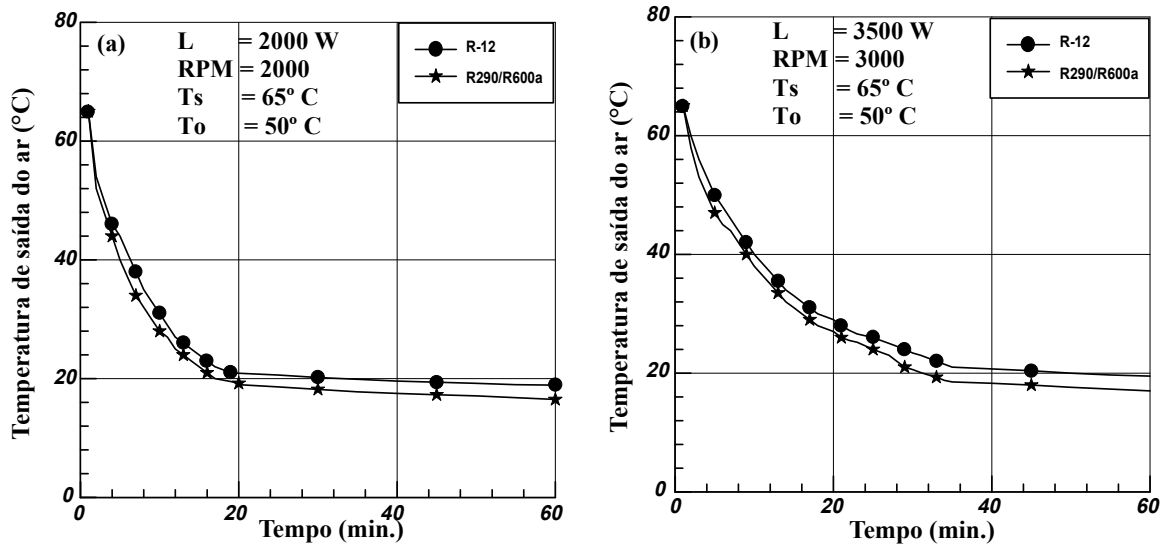 (a)
L = 2000 W
RPM = 2000
Ts = 65º C
To = 50º C
R-12
R290/R600a
80
60
40
20
0
0
20
40
60
Temperatura de saída do ar (°C)
Tempo (min.)
(b)
L = 3500 W
RPM = 3000
Ts = 65º C
To = 50º C
R-12
R290/R600a
80
60
40
20
0
0
20
40
60
Temperatura de saída do ar (°C)
Tempo (min.)